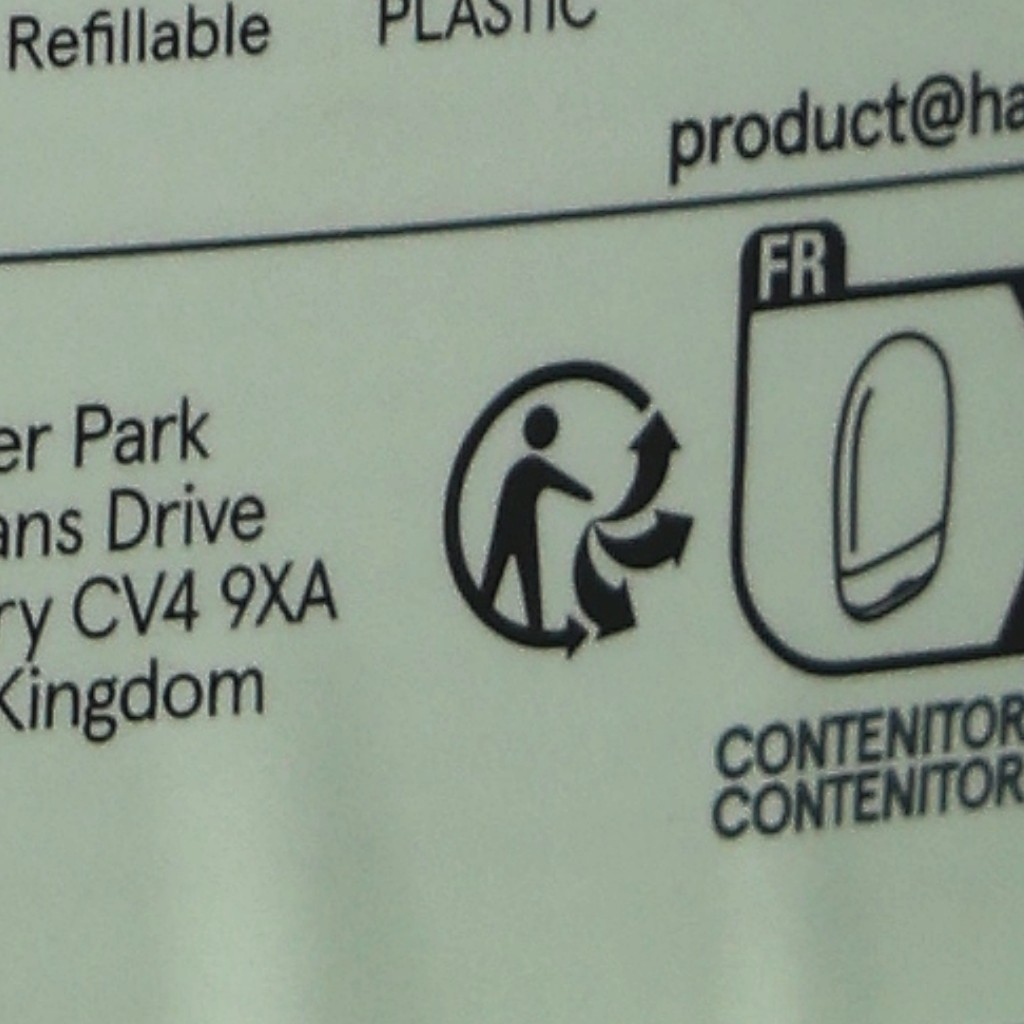 Refillable PLASTIC
product@ha
FR
er Park
ans Drive
ry CV4 9XA
Kingdom
CONTENITOR
CONTENITOR